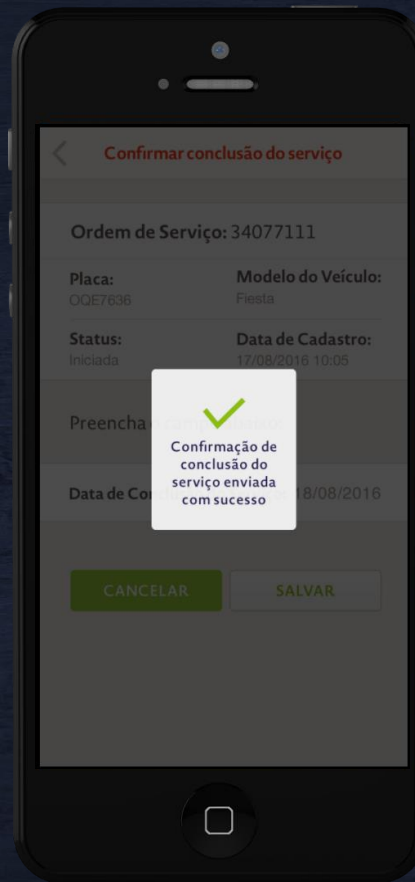 Confirmar conclusão do serviço
Ordem de Serviço: 34077111
Placa: Modelo do Veículo:
OQE7636 Fiesta
Status: Data de Cadastro:
Iniciada 17/08/2016 10:05
Preencha
Confirmação de
conclusão do
serviço enviada
com sucesso
Data de 18/08/2016
CANCELAR SALVAR